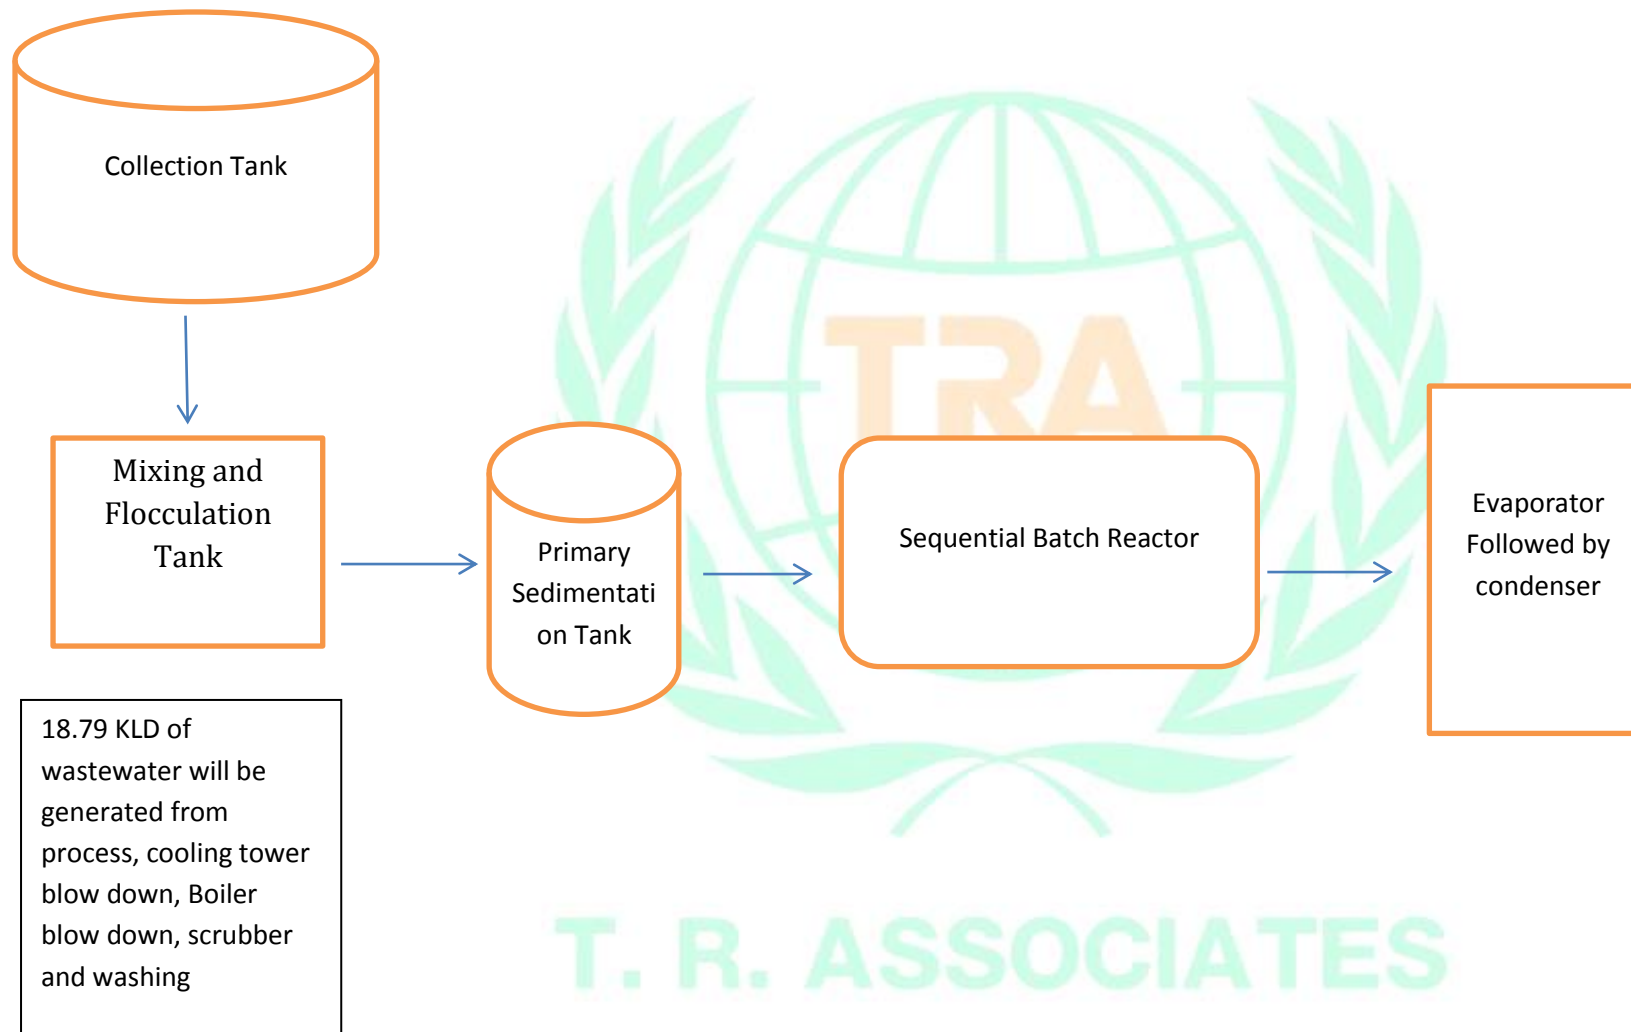 Collection Tank
Mixing and
Flocculation
Tank
Primary
Sedimentati
on Tank
Sequential Batch Reactor
Evaporator
Followed by
condenser
18.79 KLD of
wastewater will be
generated from
process, cooling tower
blow down, Boiler
blow down, scrubber
and washing
TRA
T. R. ASSOCIATES